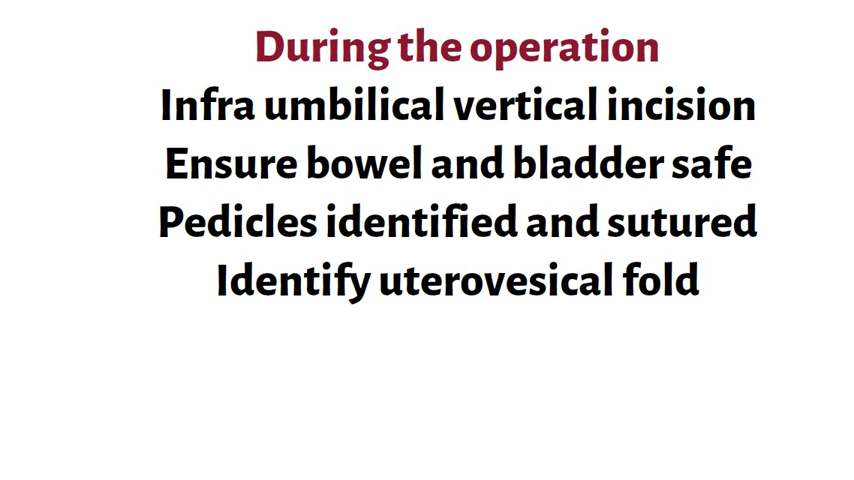 During the operation
Infra umbilical vertical incision
Ensure bowel and bladder safe
Pedicles identified and sutured
Identify uterovesical fold